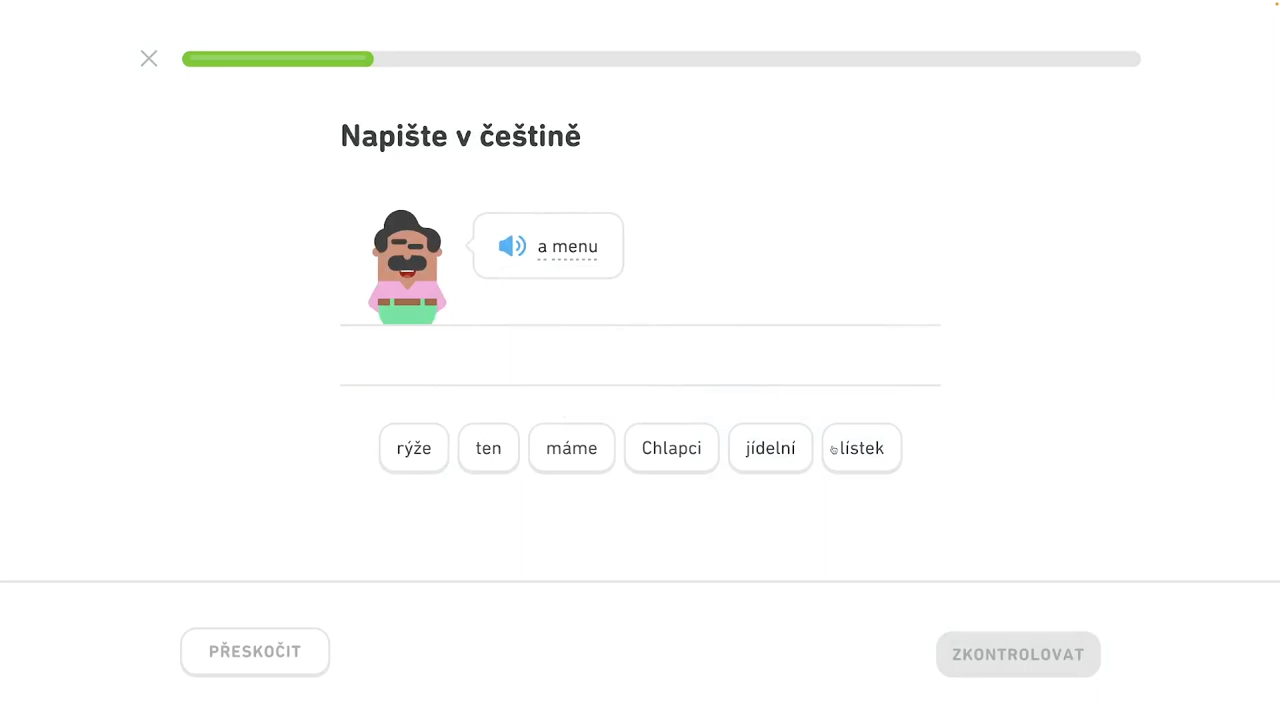 Napište v češtině
a menu
rýže ten máme Chlapci jídelní lístek
PŘESKOČIT
ZKONTROLOVAT